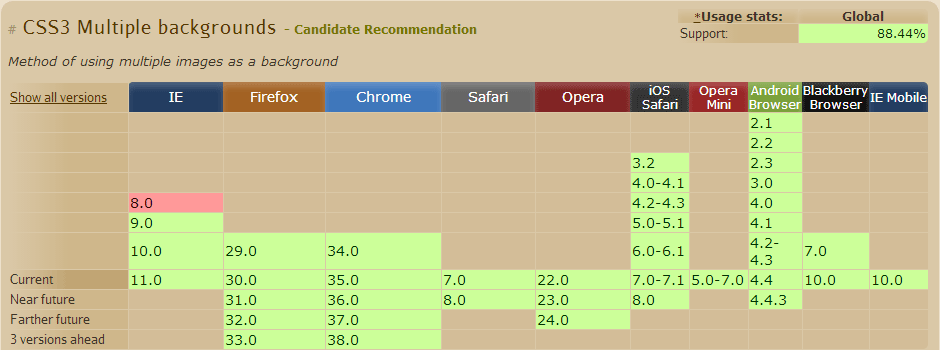 # CSS3 Multiple backgrounds - Candidate Recommendation
*Usage stats: Global
Support: 88.44%
Method of using multiple images as a background
Show all versions IE Firefox Chrome Safari Opera iOS Safari Opera Mini Android Browser Blackberry Browser IE Mobile
2.1
2.2
3.2 2.3
4.0-4.1 3.0
8.0 4.2-4.3 4.0
9.0 5.0-5.1 4.1
10.0 29.0 34.0 6.0-6.1 4.2-4.3 7.0
Current 11.0 30.0 35.0 7.0 22.0 7.0-7.1 5.0-7.0 4.4 10.0 10.0
Near future 31.0 36.0 8.0 23.0 8.0 4.4.3
Farther future 32.0 37.0 24.0
3 versions ahead 33.0 38.0